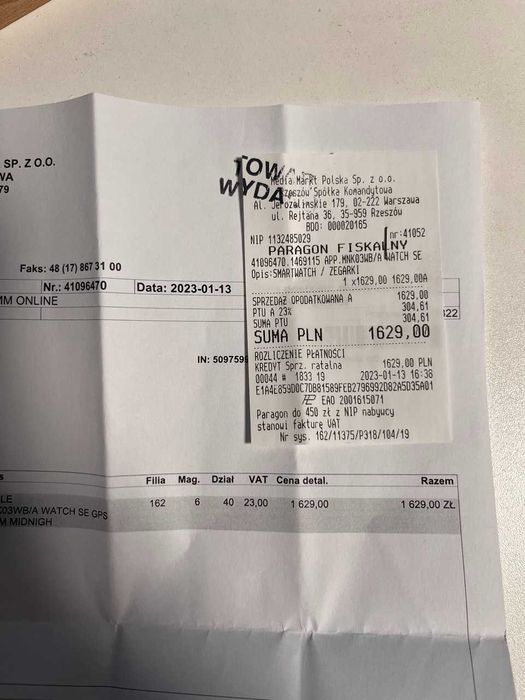 SP. Z O.O.
WA
79
Faks: 48 (17) 867 31 00
Nr.: 41096470
Data: 2023-01-13
MM ONLINE
822
IN: 509759
TOWA
WYDA
Media Markt Polska Sp. z o.o.
Rzeszów Spółka Komandytowa
Al. Jerozolimskie 179, 02-222 Warszawa
ul. Rejtana 36, 35-959 Rzeszów
BDO: 000020165
NIP 1132485029 nr:41052
PARAGON FISKALNY
41096470.1469115 APP.MNK03WB/A WATCH SE
Opis:SMARTWATCH / ZEGARKI
1 x1629,00 1629,00A
SPRZEDAŻ OPODATKOWANA A 1629,00
PTU A 23% 304,61
SUMA PTU 304,61
SUMA PLN 1629,00
ROZLICZENIE PŁATNOŚCI
KREDYT Sprz. ratalna 1629,00 PLN
00044 # 1833 19 2023-01-13 16:38
E1A4E859D0C7DB81589FEB2796992D82A5D35A01
EAO 2001615071
Paragon do 450 zł z NIP nabywcy
stanowi fakturę VAT
Nr sys. 162/11375/P318/104/19
s Filia Mag. Dział VAT Cena detal. Razem
LE 162 6 40 23,00 1 629,00 1 629,00 ZŁ
K03WB/A WATCH SE GPS
M MIDNIGH